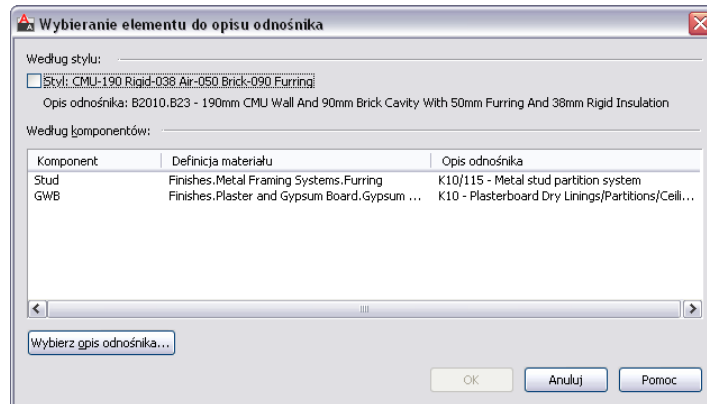 Wybieranie elementu do opisu odnośnika
Według stylu:
Styl: CMU-190 Rigid-038 Air-050 Brick-090 Furring
Opis odnośnika: B2010.B23 - 190mm CMU Wall And 90mm Brick Cavity With 50mm Furring And 38mm Rigid Insulation
Według komponentów:
Komponent Definicja materiału Opis odnośnika
Stud Finishes.Metal Framing Systems.Furring K10/115 - Metal stud partition system
GWB Finishes.Plaster and Gypsum Board.Gypsum ... K10 - Plasterboard Dry Linings/Partitions/Ceili...
Wybierz opis odnośnika...
OK Anuluj Pomoc